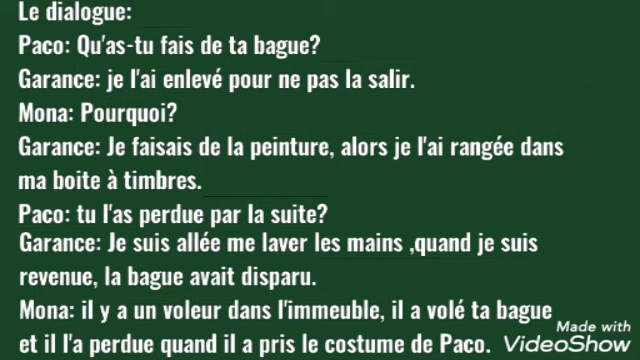 Le dialogue:
Paco: Qu'as-tu fais de ta bague?
Garance: je l'ai enlevé pour ne pas la salir.
Mona: Pourquoi?
Garance: Je faisais de la peinture, alors je l'ai rangée dans
ma boite à timbres.
Paco: tu l'as perdue par la suite?
Garance: Je suis allée me laver les mains ,quand je suis
revenue, la bague avait disparu.
Mona: il y a un voleur dans l'immeuble, il a volé ta bague
et il l'a perdue quand il a pris le costume de Paco.
Made with
VideoShow